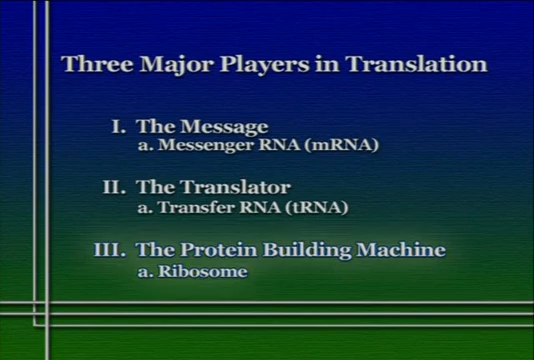 Three Major Players in Translation
I. The Message
a. Messenger RNA (mRNA)
II. The Translator
a. Transfer RNA (tRNA)
III. The Protein Building Machine
a. Ribosome